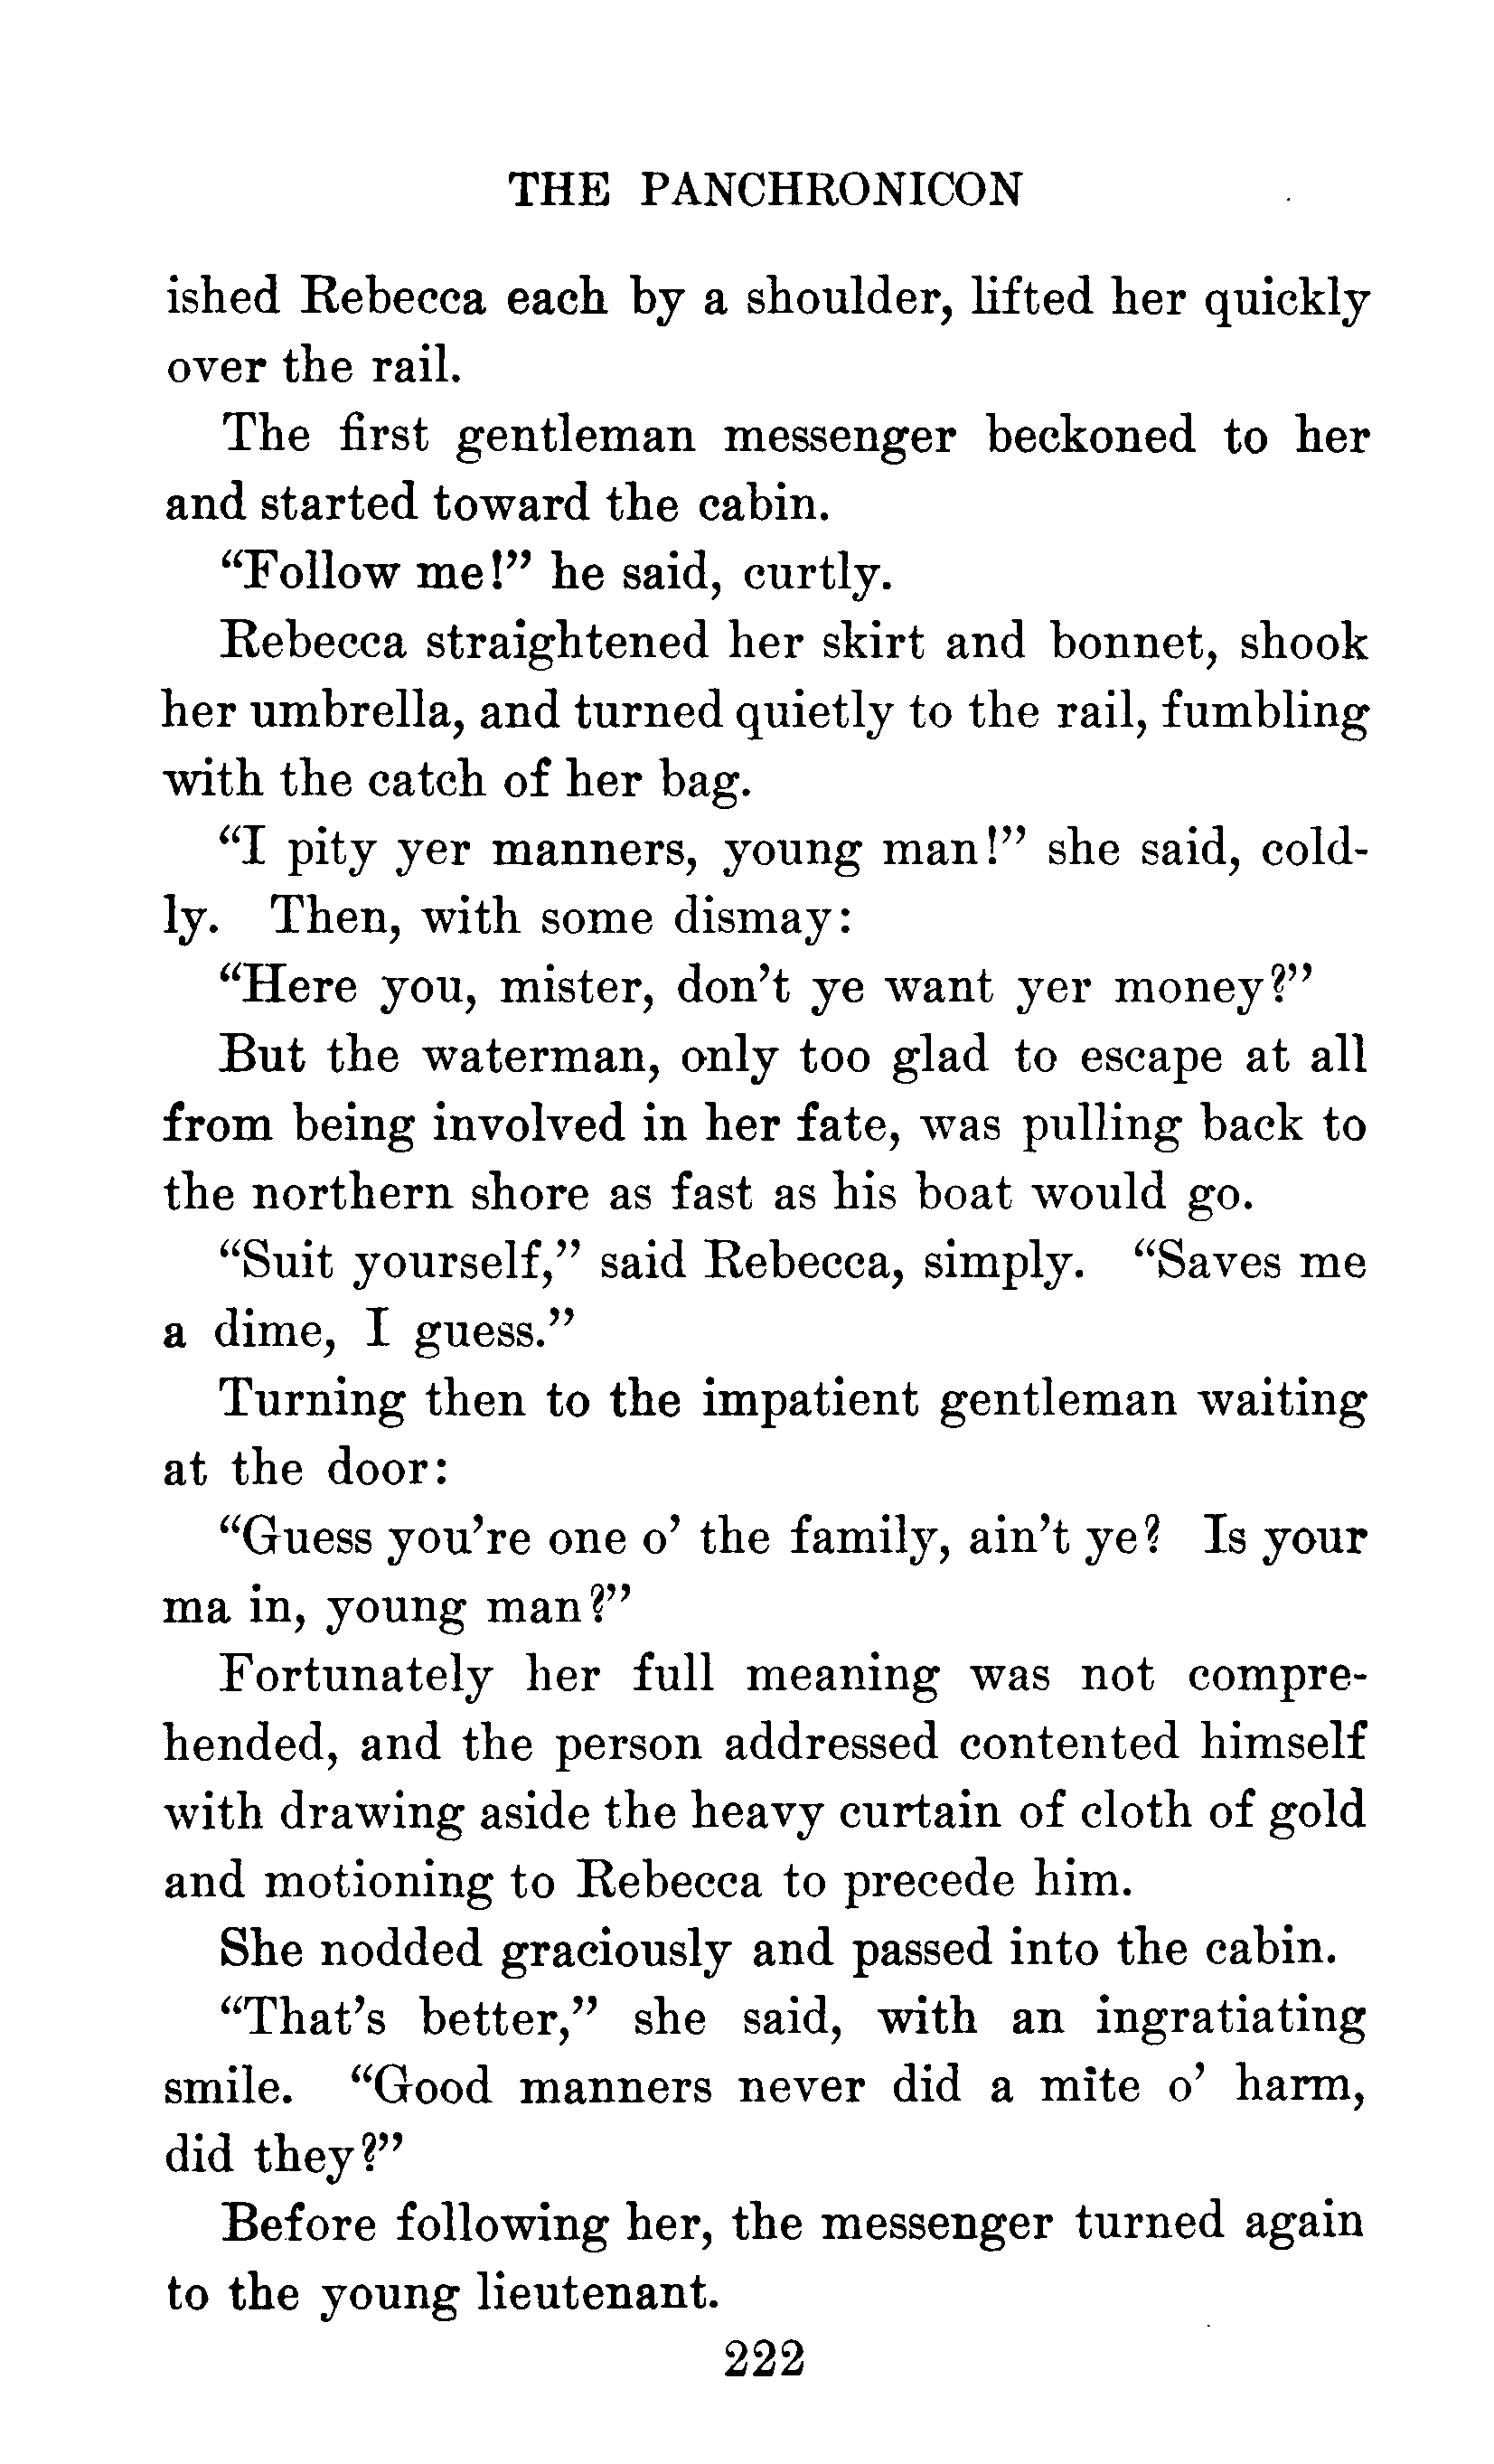 THE PANCHRONICON
ished Rebecca each by a shoulder, lifted her quickly
over the rail.
The first gentleman messenger beckoned to her
and started toward the cabin.
“Follow me!” he said, curtly.
Rebecca straightened her skirt and bonnet, shook
her umbrella, and turned quietly to the rail, fumbling
with the catch of her bag.
“I pity yer manners, young man!” she said, cold-
ly. Then, with some dismay:
“Here you, mister, don’t ye want yer money?”
But the waterman, only too glad to escape at all
from being involved in her fate, was pulling back to
the northern shore as fast as his boat would go.
“Suit yourself,” said Rebecca, simply. “Saves me
a dime, I guess.”
Turning then to the impatient gentleman waiting
at the door:
“Guess you’re one o’ the family, ain’t ye? Is your
ma in, young man?”
Fortunately her full meaning was not compre-
hended, and the person addressed contented himself
with drawing aside the heavy curtain of cloth of gold
and motioning to Rebecca to precede him.
She nodded graciously and passed into the cabin.
“That’s better,” she said, with an ingratiating
smile. “Good manners never did a mite o’ harm,
did they?”
Before following her, the messenger turned again
to the young lieutenant.
222